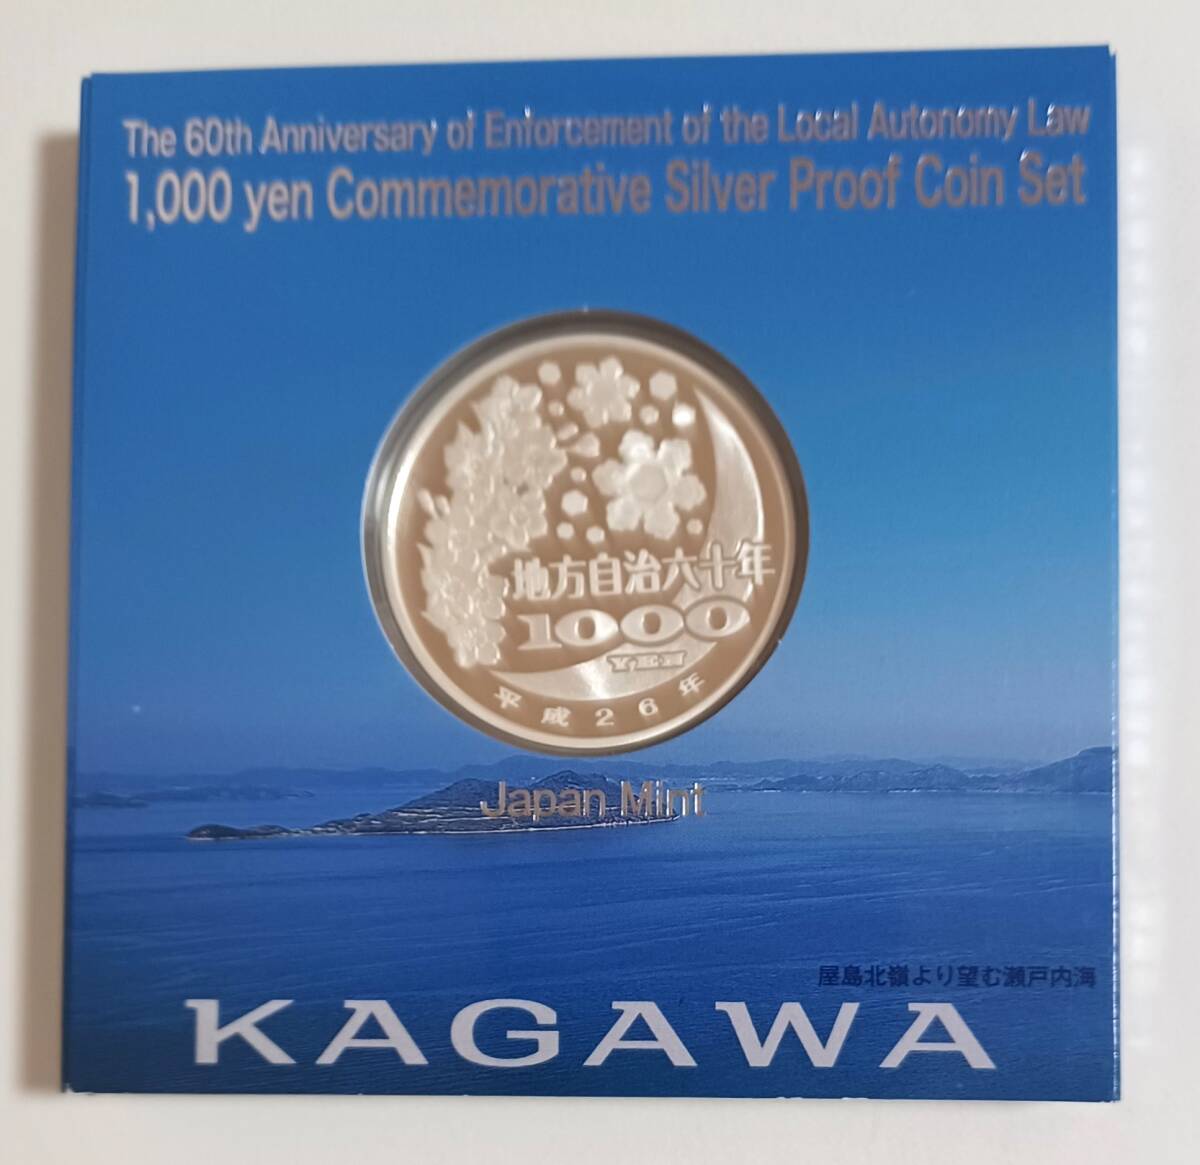 The 60th Anniversary of Enforcement of the Local Autonomy Law
1,000 yen Commemorative Silver Proof Coin Set
地方自治六十年
1000
YEN
平成26年
Japan Mint
屋島北嶺より望む瀬戸内海
KAGAWA